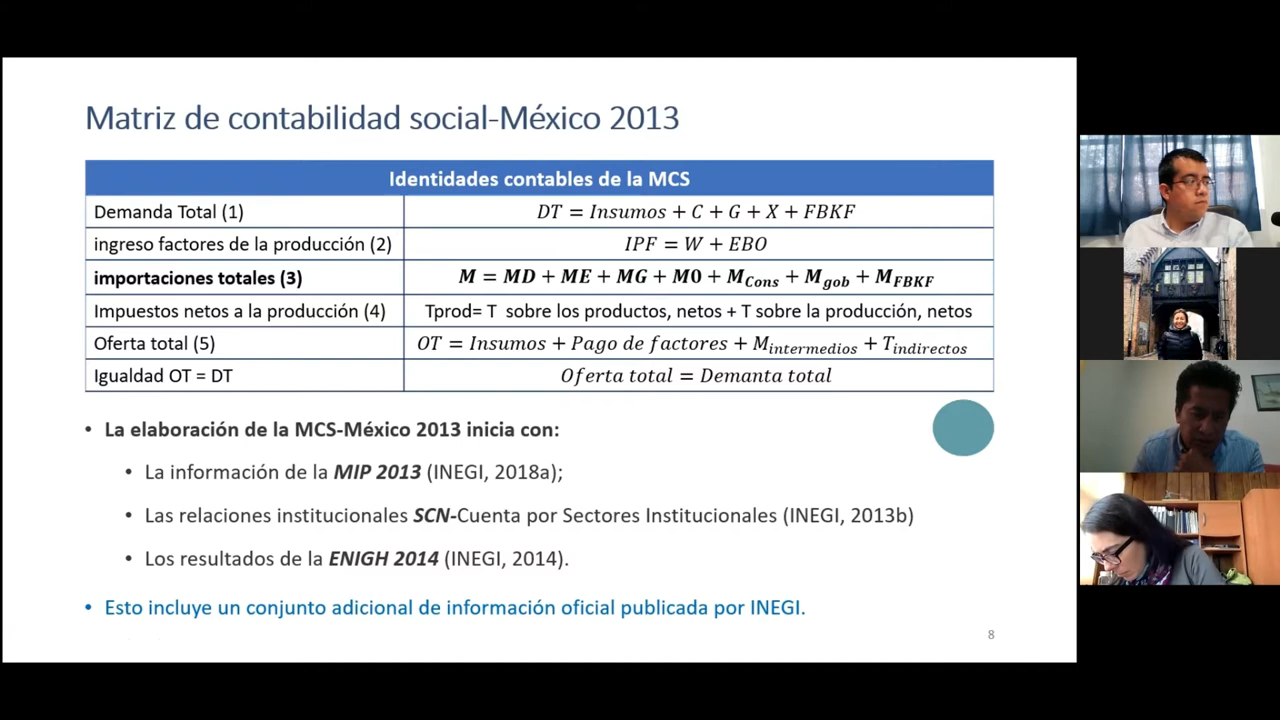 Matriz de contabilidad social-México 2013
Identidades contables de la MCS
Demanda Total (1) DT = Insumos + C + G + X + FBKF
ingreso factores de la producción (2) IPF = W + EBO
importaciones totales (3) M = MD + ME + MG + M0 + M_Cons + M_gob + M_FBKF
Impuestos netos a la producción (4) Tprod= T sobre los productos, netos + T sobre la producción, netos
Oferta total (5) OT = Insumos + Pago de factores + M_intermedios + T_indirectos
Igualdad OT = DT Oferta total = Demanta total
• La elaboración de la MCS-México 2013 inicia con:
• La información de la MIP 2013 (INEGI, 2018a);
• Las relaciones institucionales SCN-Cuenta por Sectores Institucionales (INEGI, 2013b)
• Los resultados de la ENIGH 2014 (INEGI, 2014).
• Esto incluye un conjunto adicional de información oficial publicada por INEGI.
8